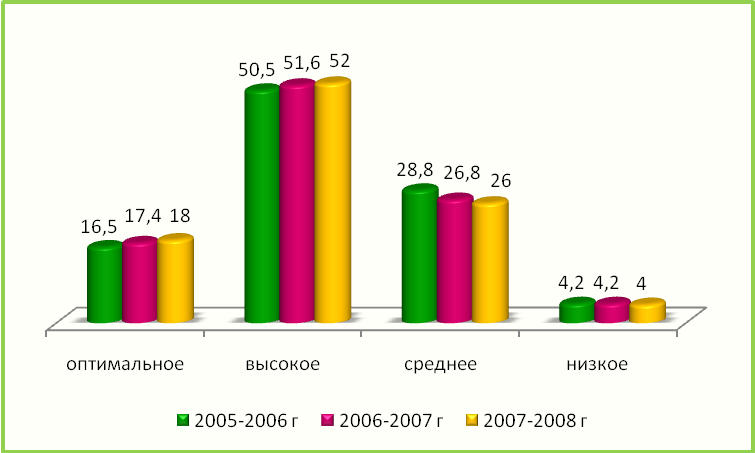 50,5 51,6 52
28,8 26,8 26
16,5 17,4 18
4,2 4,2 4
оптимальное высокое среднее низкое
2005-2006 г 2006-2007 г 2007-2008 г